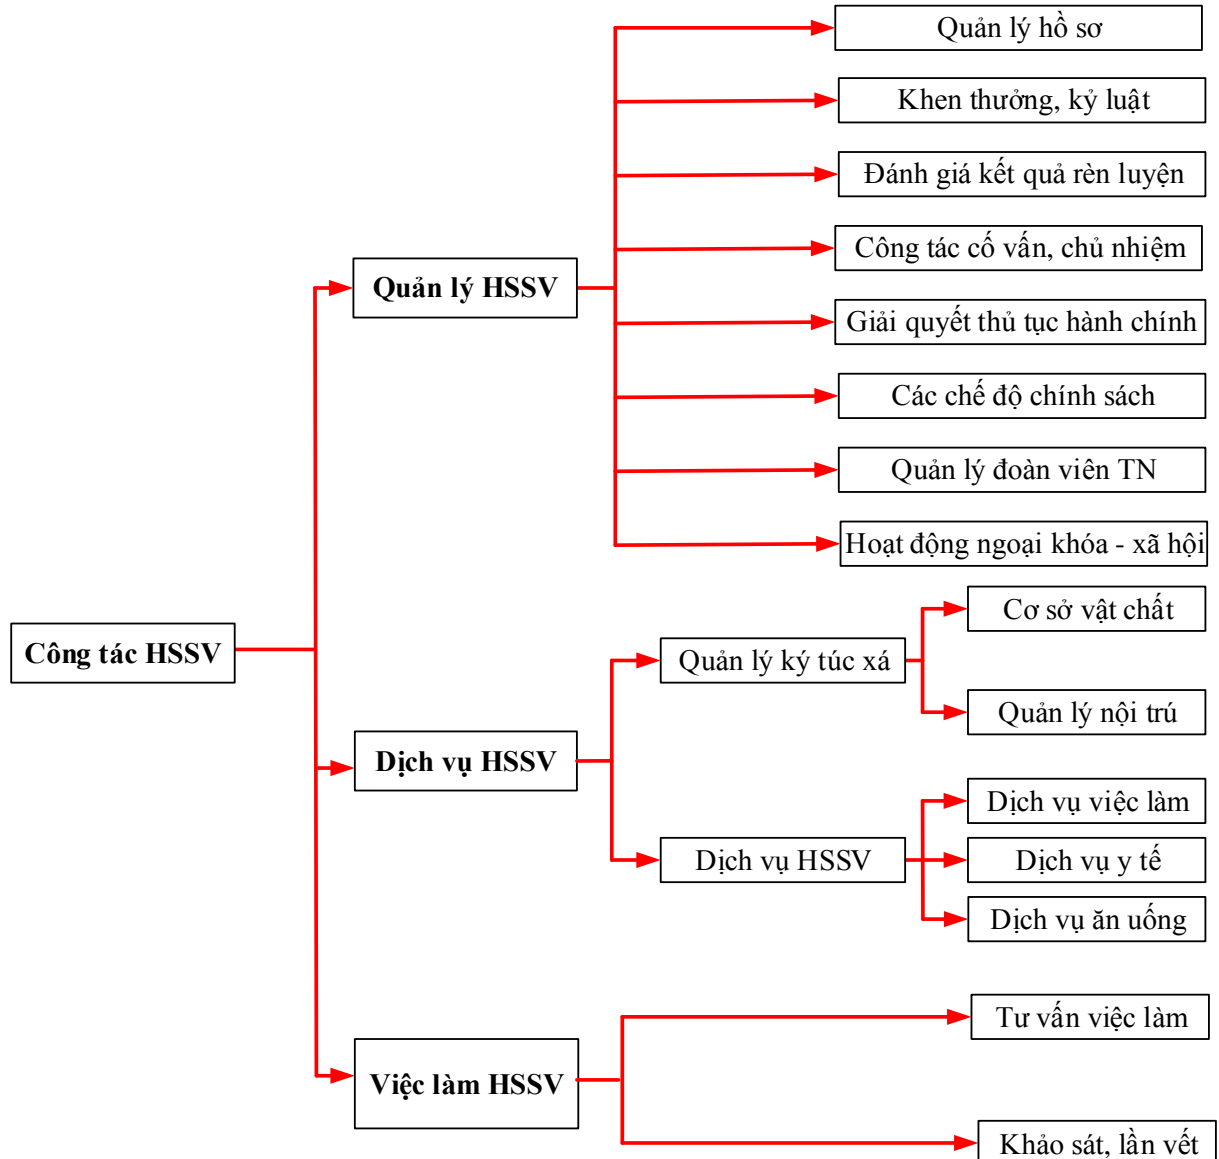 Quản lý hồ sơ
Khen thưởng, kỷ luật
Đánh giá kết quả rèn luyện
Công tác cố vấn, chủ nhiệm
Quản lý HSSV
Giải quyết thủ tục hành chính
Các chế độ chính sách
Quản lý đoàn viên TN
Hoạt động ngoại khóa - xã hội
Công tác HSSV
Cơ sở vật chất
Quản lý ký túc xá
Quản lý nội trú
Dịch vụ HSSV
Dịch vụ việc làm
Dịch vụ HSSV
Dịch vụ y tế
Dịch vụ ăn uống
Tư vấn việc làm
Việc làm HSSV
Khảo sát, lần vết